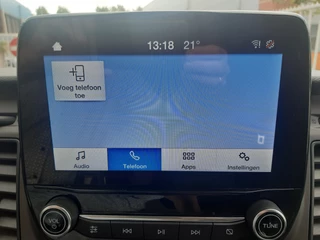 13:18 21°
Voeg telefoon
toe
Audio Telefoon Apps Instellingen
VOL TUNE